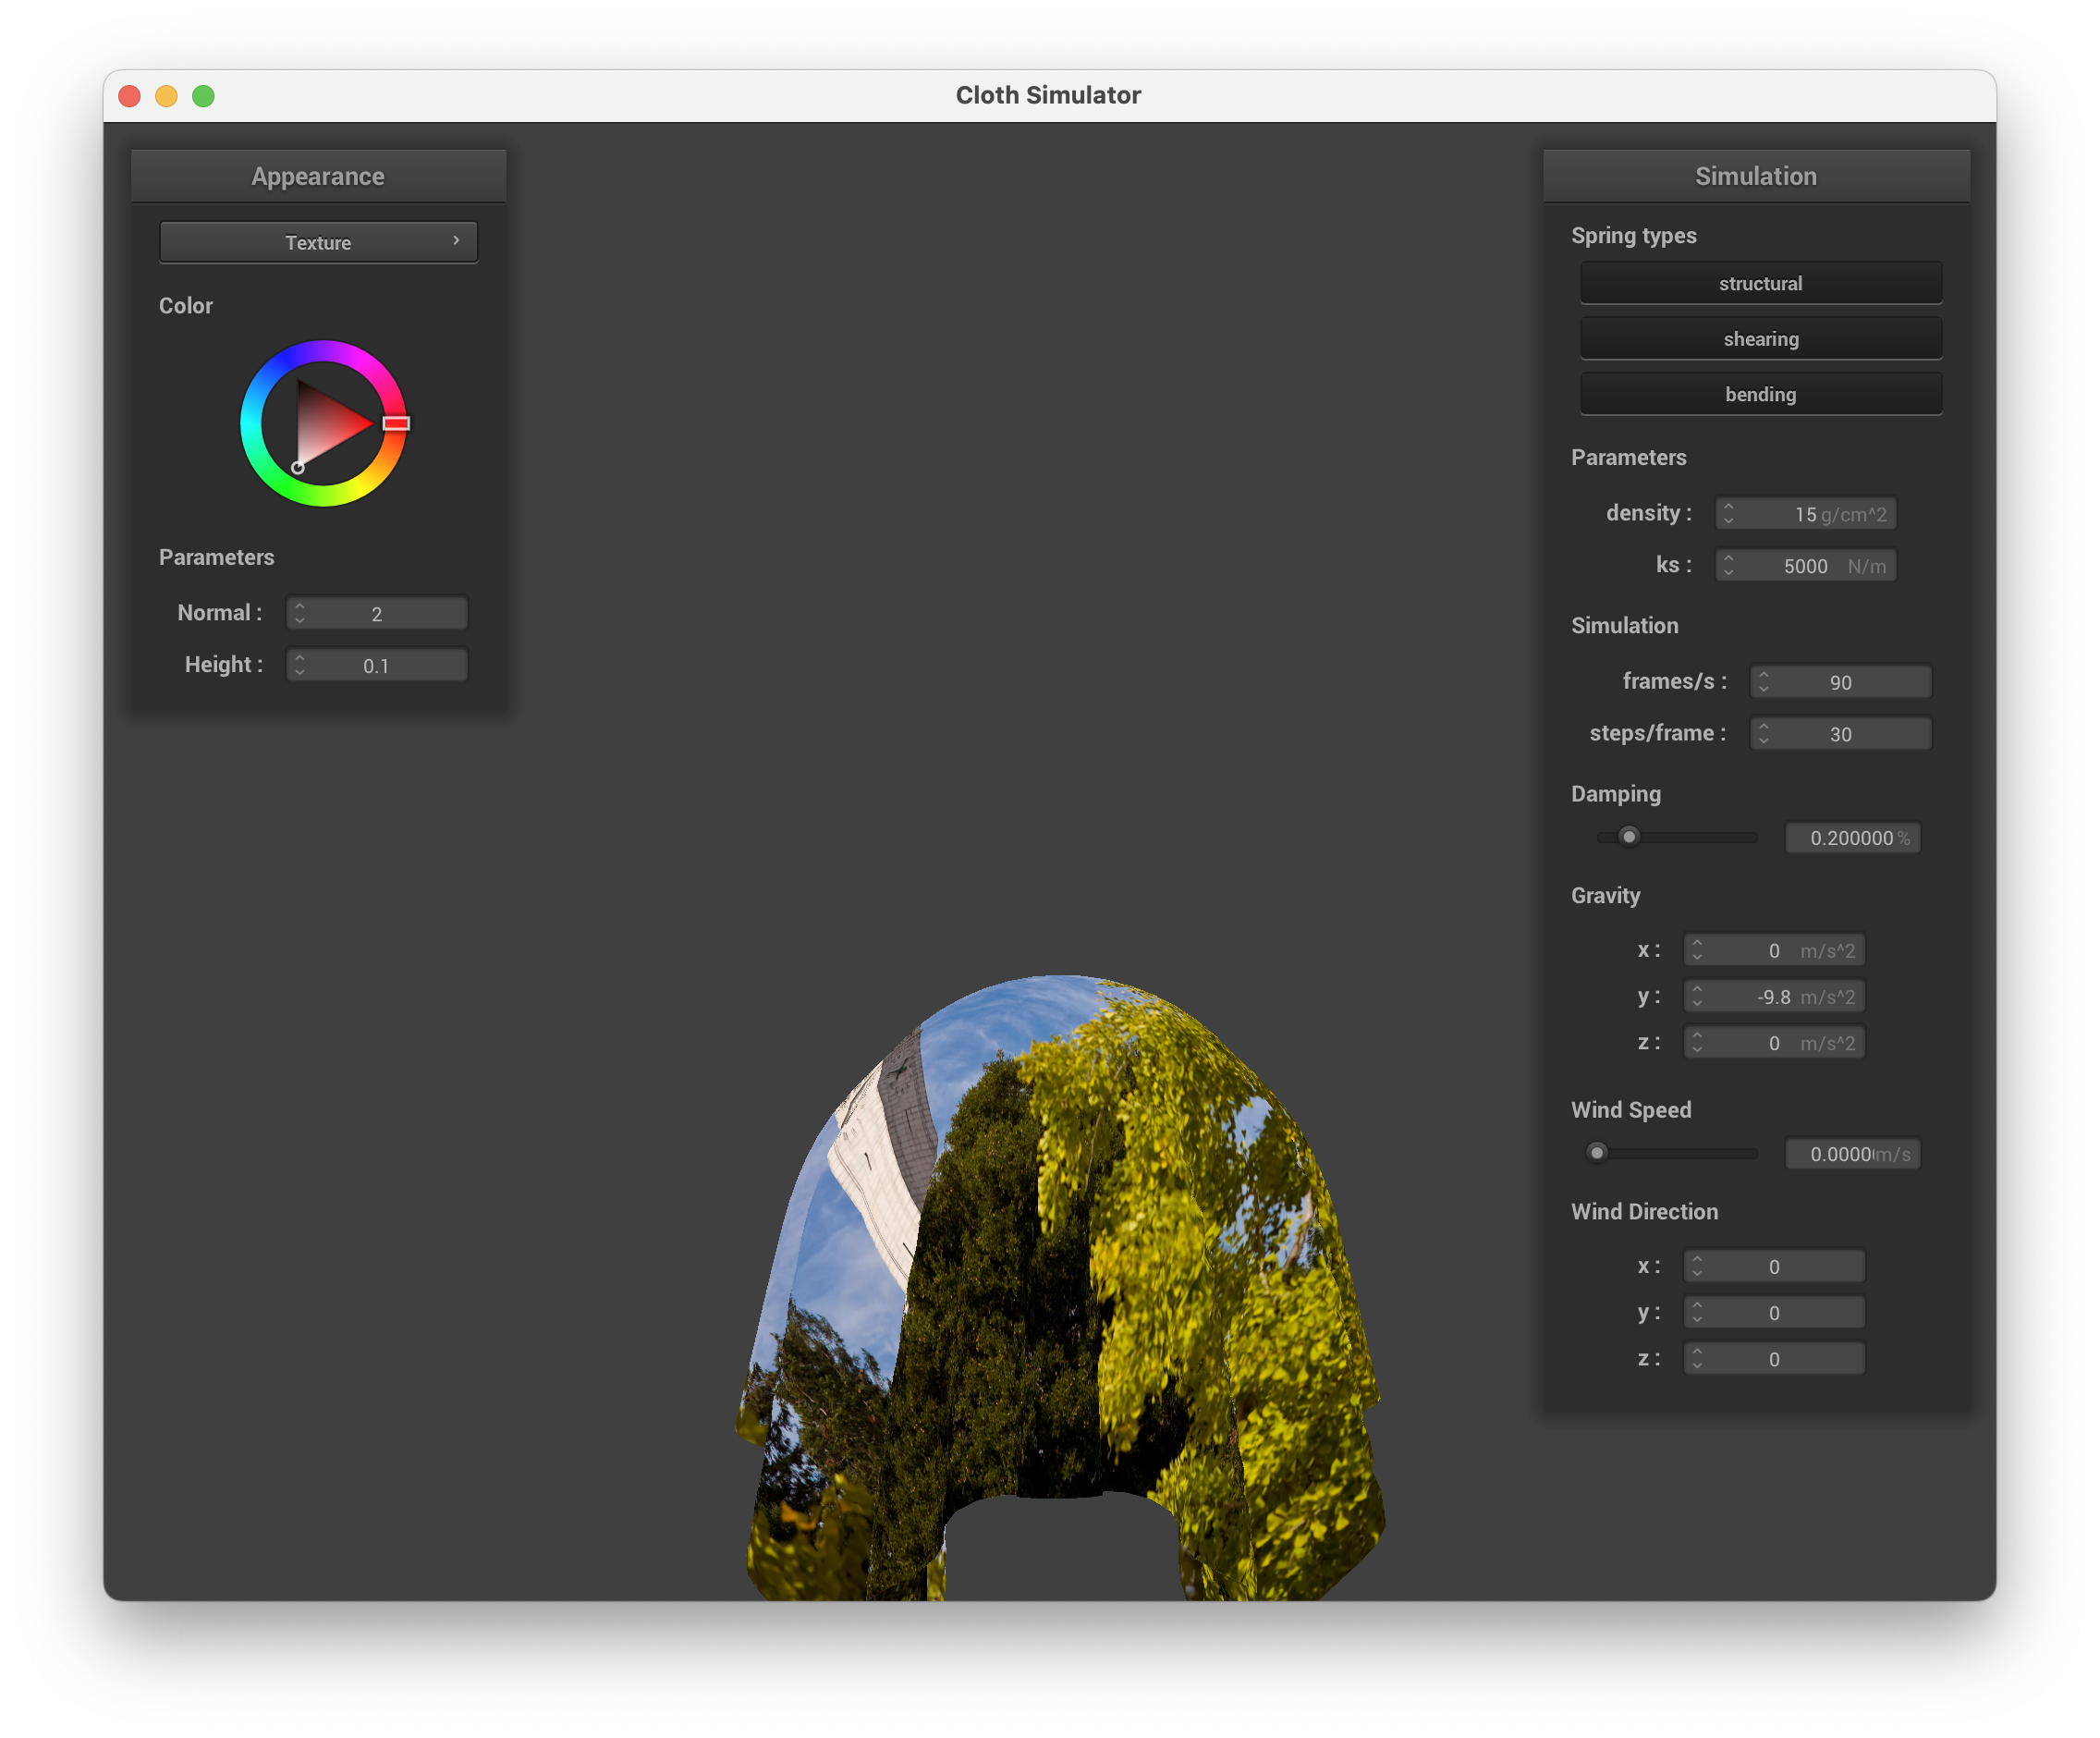 Cloth Simulator
Appearance
Texture
Color
Parameters
Normal : 2
Height : 0.1
Simulation
Spring types
structural
shearing
bending
Parameters
density : 15 g/cm^2
ks : 5000 N/m
Simulation
frames/s : 90
steps/frame : 30
Damping
0.200000 %
Gravity
x : 0 m/s^2
y : -9.8 m/s^2
z : 0 m/s^2
Wind Speed
0.0000 m/s
Wind Direction
x : 0
y : 0
z : 0